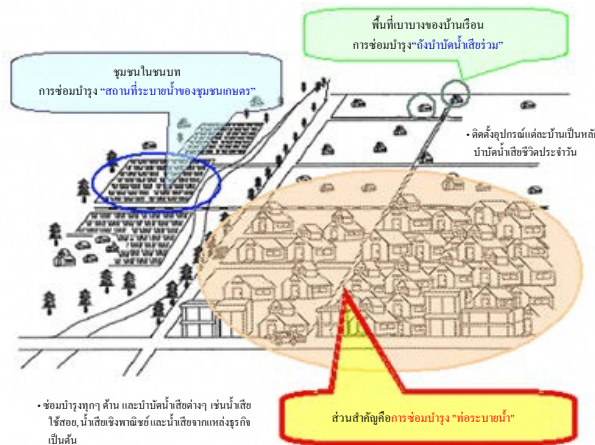 พื้นที่เบาบางของบ้านเรือน
การซ่อมบำรุง“ถังบำบัดน้ำเสียร่วม”
ชุมชนในชนบท
การซ่อมบำรุง “สถานที่ระบายน้ำของชุมชนเกษตร”
• ติดตั้งอุปกรณ์แต่ละบ้านเป็นหลัก
บำบัดน้ำเสียชีวิตประจำวัน
• ซ่อมบำรุงทุกๆ ด้าน และบำบัดน้ำเสียต่างๆ เช่นน้ำเสีย
ใช้สอย, น้ำเสียเชิงพาณิชย์ และน้ำเสียจากแหล่งธุรกิจ
เป็นต้น
ส่วนสำคัญคือการซ่อมบำรุง "ท่อระบายน้ำ"